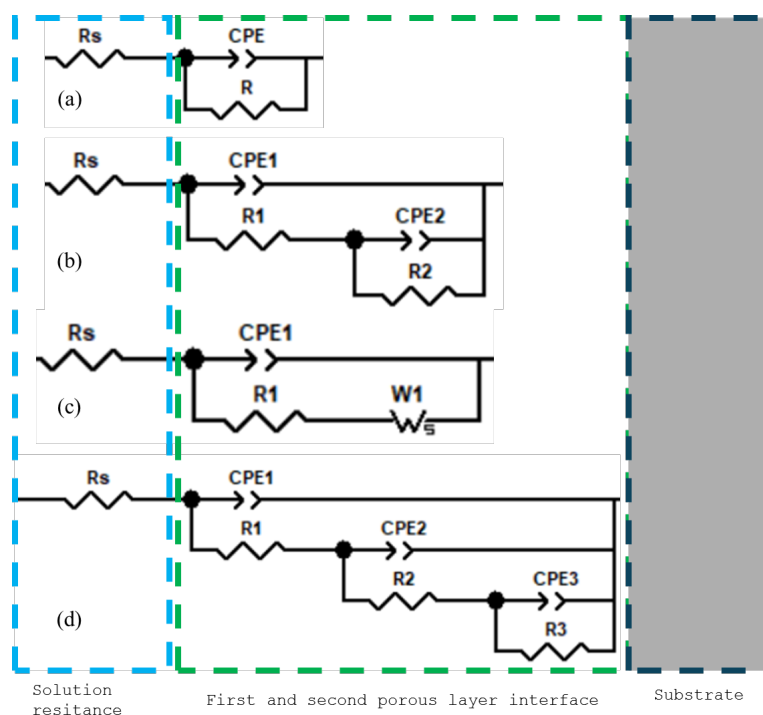 Rs
CPE
R
(a)
Rs
CPE1
R1
CPE2
(b)
R2
Rs
CPE1
R1
W1
s
(c)
Rs
CPE1
R1
CPE2
R2
CPE3
(d)
R3
Solution
resitance
First and second porous layer interface
Substrate